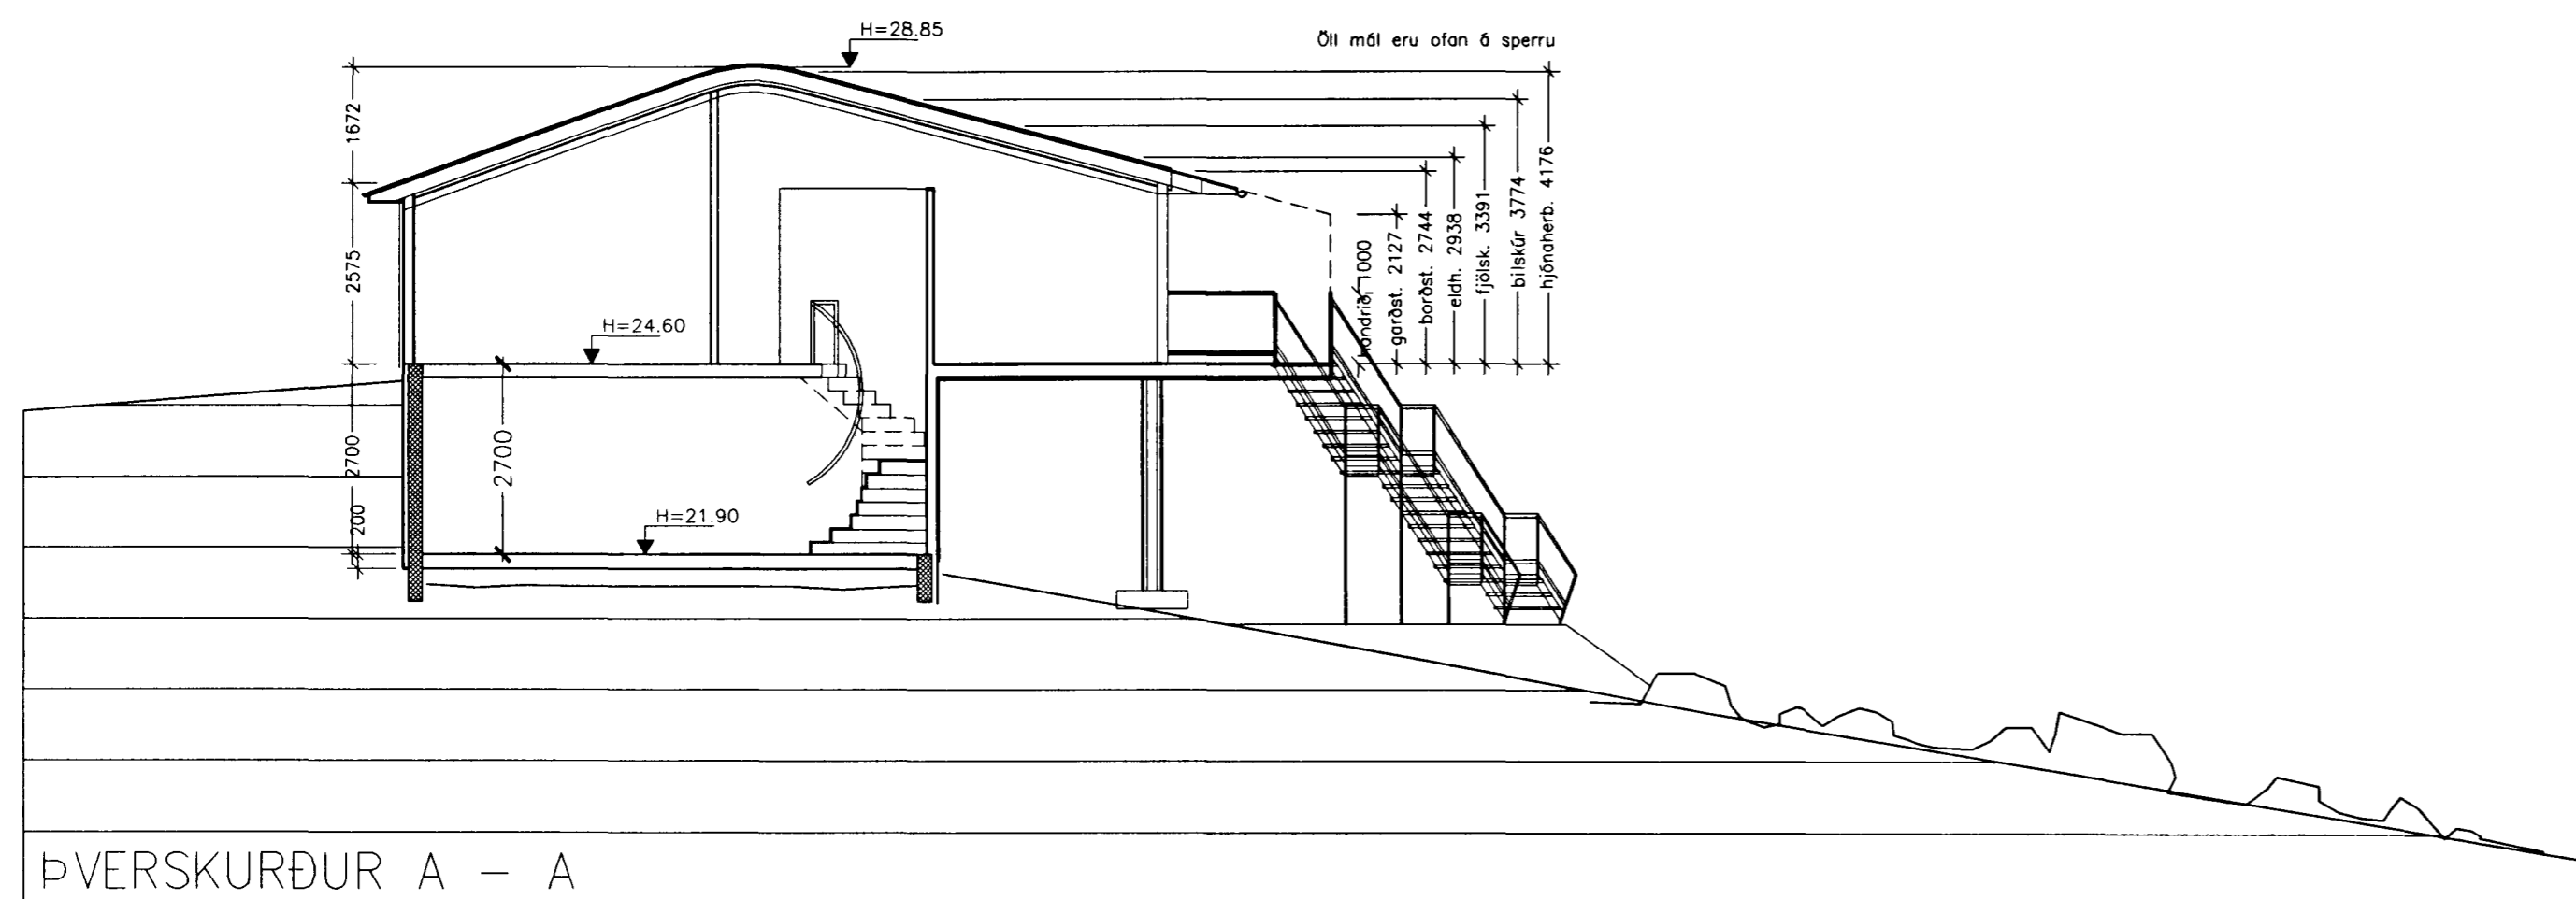 H=28.85
Öll mál eru ofan á sperru
1672
2575
2700
200
2700
H=24.60
H=21.90
handrið 1000
garðst. 2127
borðst. 2744
eldh. 2938
fjölsk. 3391
bílskúr 3774
hjónaherb. 4176
ÞVERSKURÐUR A – A